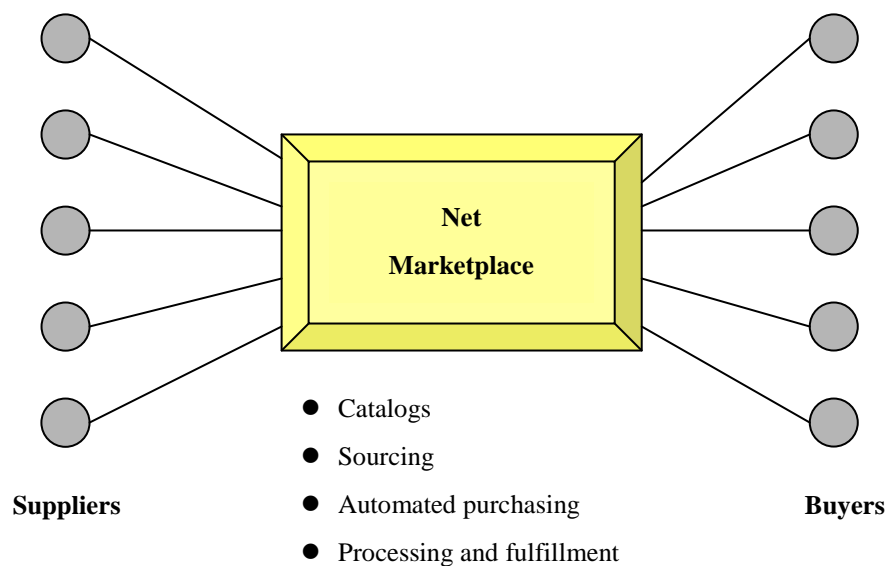 Net
Marketplace
● Catalogs
● Sourcing
Suppliers
● Automated purchasing
Buyers
● Processing and fulfillment